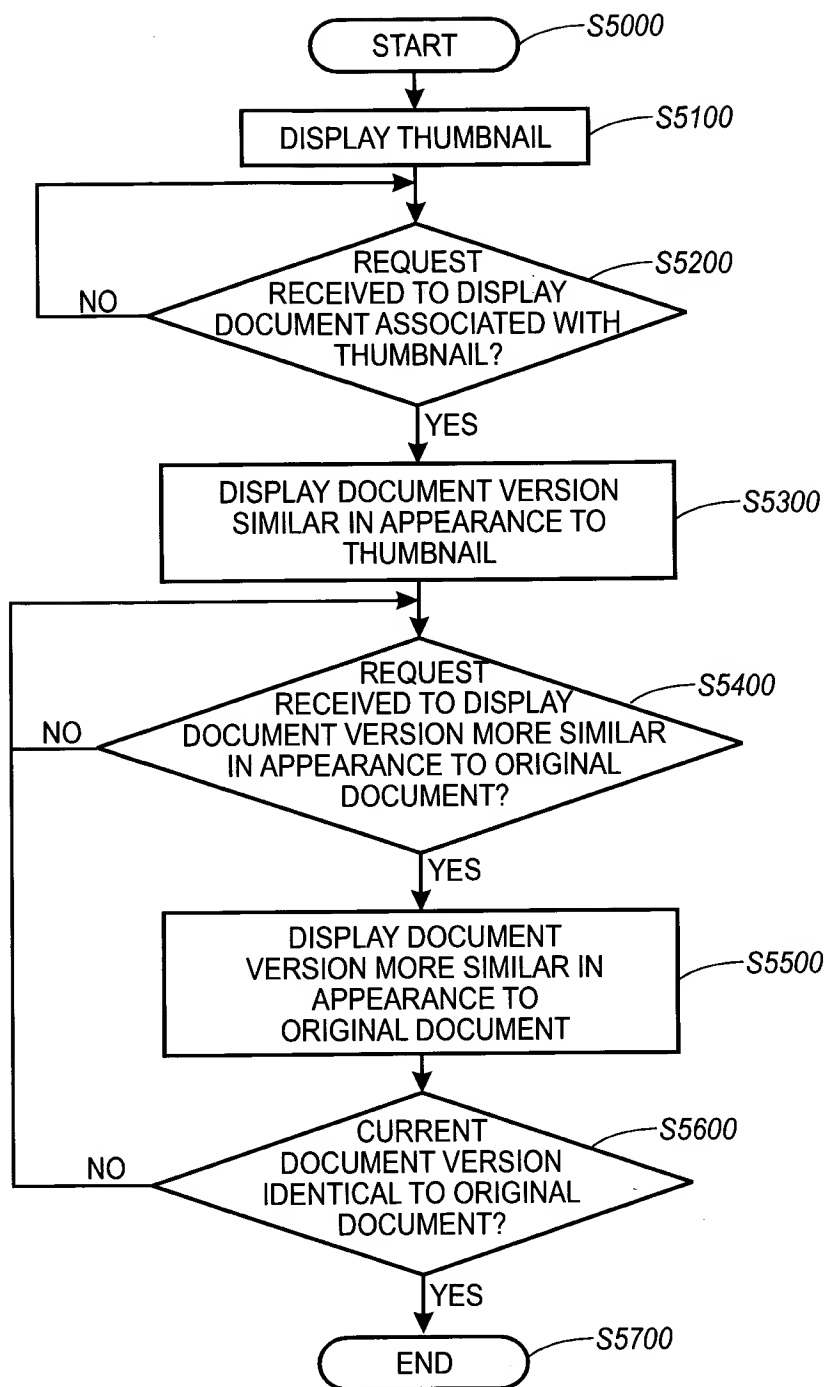 START
S5000
DISPLAY THUMBNAIL
S5100
REQUEST
RECEIVED TO DISPLAY
DOCUMENT ASSOCIATED WITH
THUMBNAIL?
S5200
NO
YES
DISPLAY DOCUMENT VERSION
SIMILAR IN APPEARANCE TO
THUMBNAIL
S5300
REQUEST
RECEIVED TO DISPLAY
DOCUMENT VERSION MORE SIMILAR
IN APPEARANCE TO ORIGINAL
DOCUMENT?
S5400
NO
YES
DISPLAY DOCUMENT
VERSION MORE SIMILAR IN
APPEARANCE TO
ORIGINAL DOCUMENT
S5500
CURRENT
DOCUMENT VERSION
IDENTICAL TO ORIGINAL
DOCUMENT?
S5600
NO
YES
END
S5700